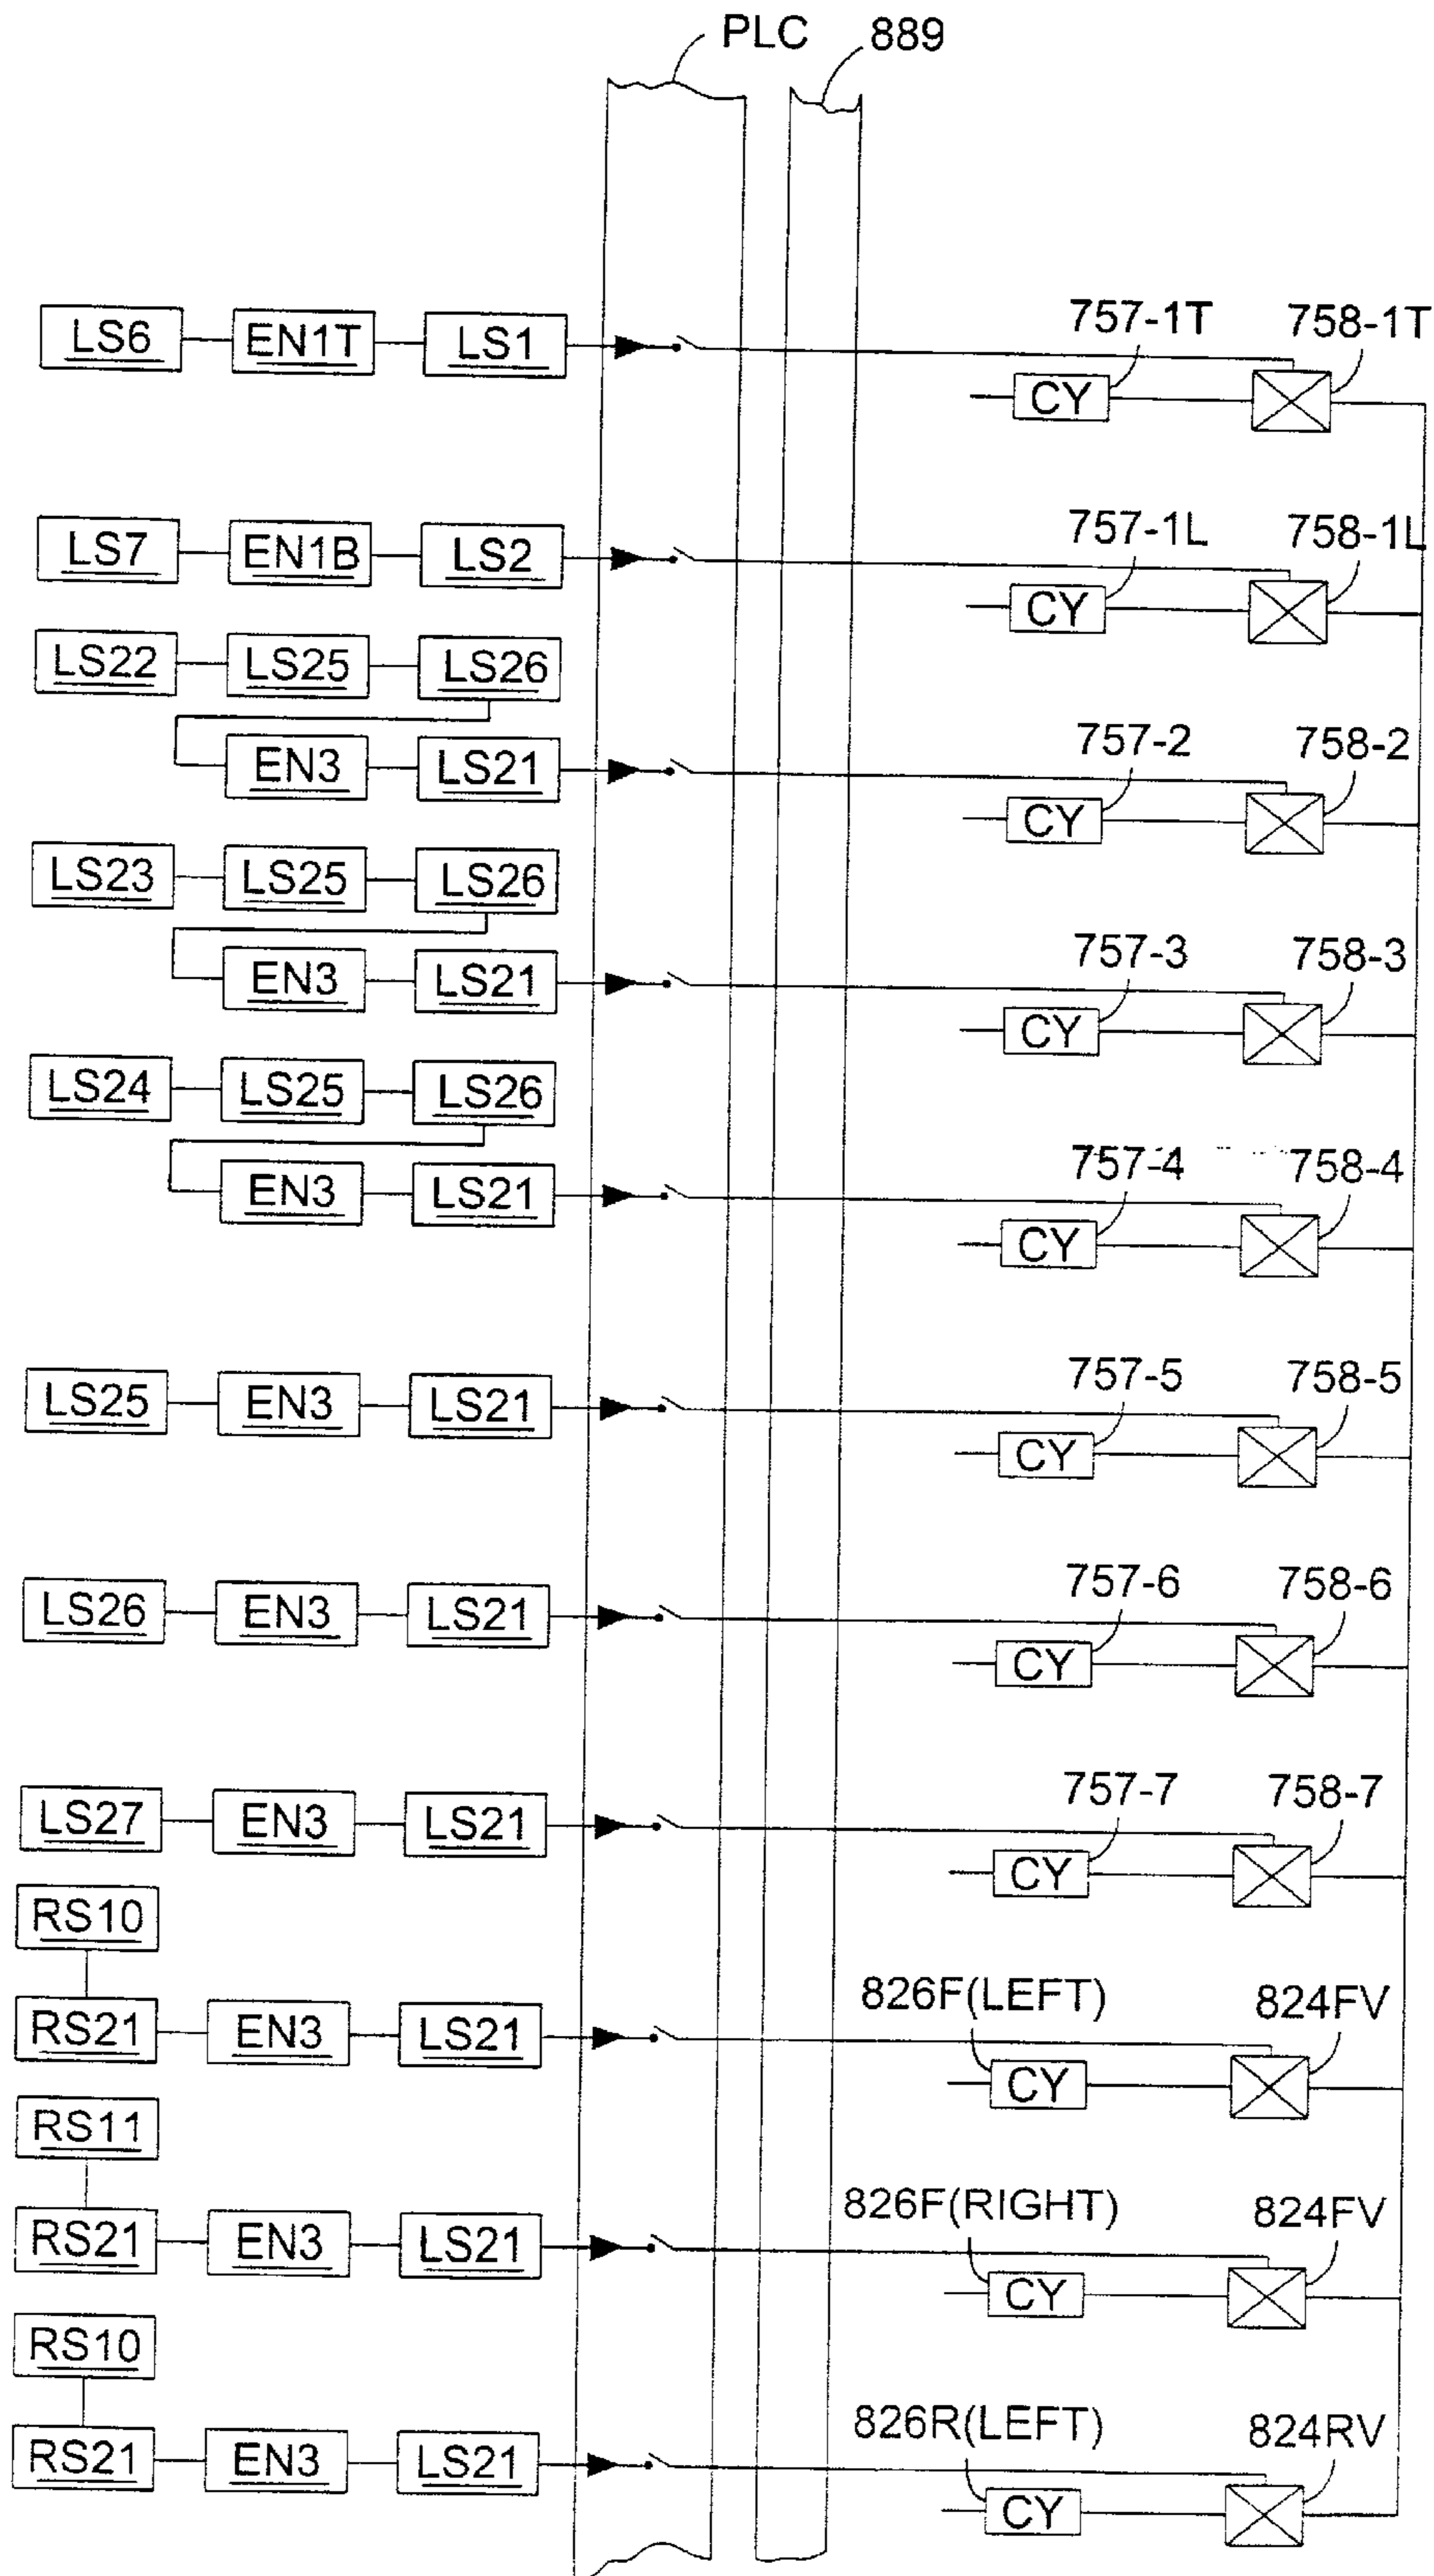 PLC 889
757-1T 758-1T
LS6 EN1T LS1
CY
757-1L 758-1L
LS7 EN1B LS2
CY
LS22 LS25 LS26
757-2 758-2
EN3 LS21
CY
LS23 LS25 LS26
757-3 758-3
EN3 LS21
CY
LS24 LS25 LS26
757-4 758-4
EN3 LS21
CY
757-5 758-5
LS25 EN3 LS21
CY
757-6 758-6
LS26 EN3 LS21
CY
757-7 758-7
LS27 EN3 LS21
CY
RS10
826F(LEFT) 824FV
RS21 EN3 LS21
CY
RS11
826F(RIGHT) 824FV
RS21 EN3 LS21
CY
RS10
826R(LEFT) 824RV
RS21 EN3 LS21
CY